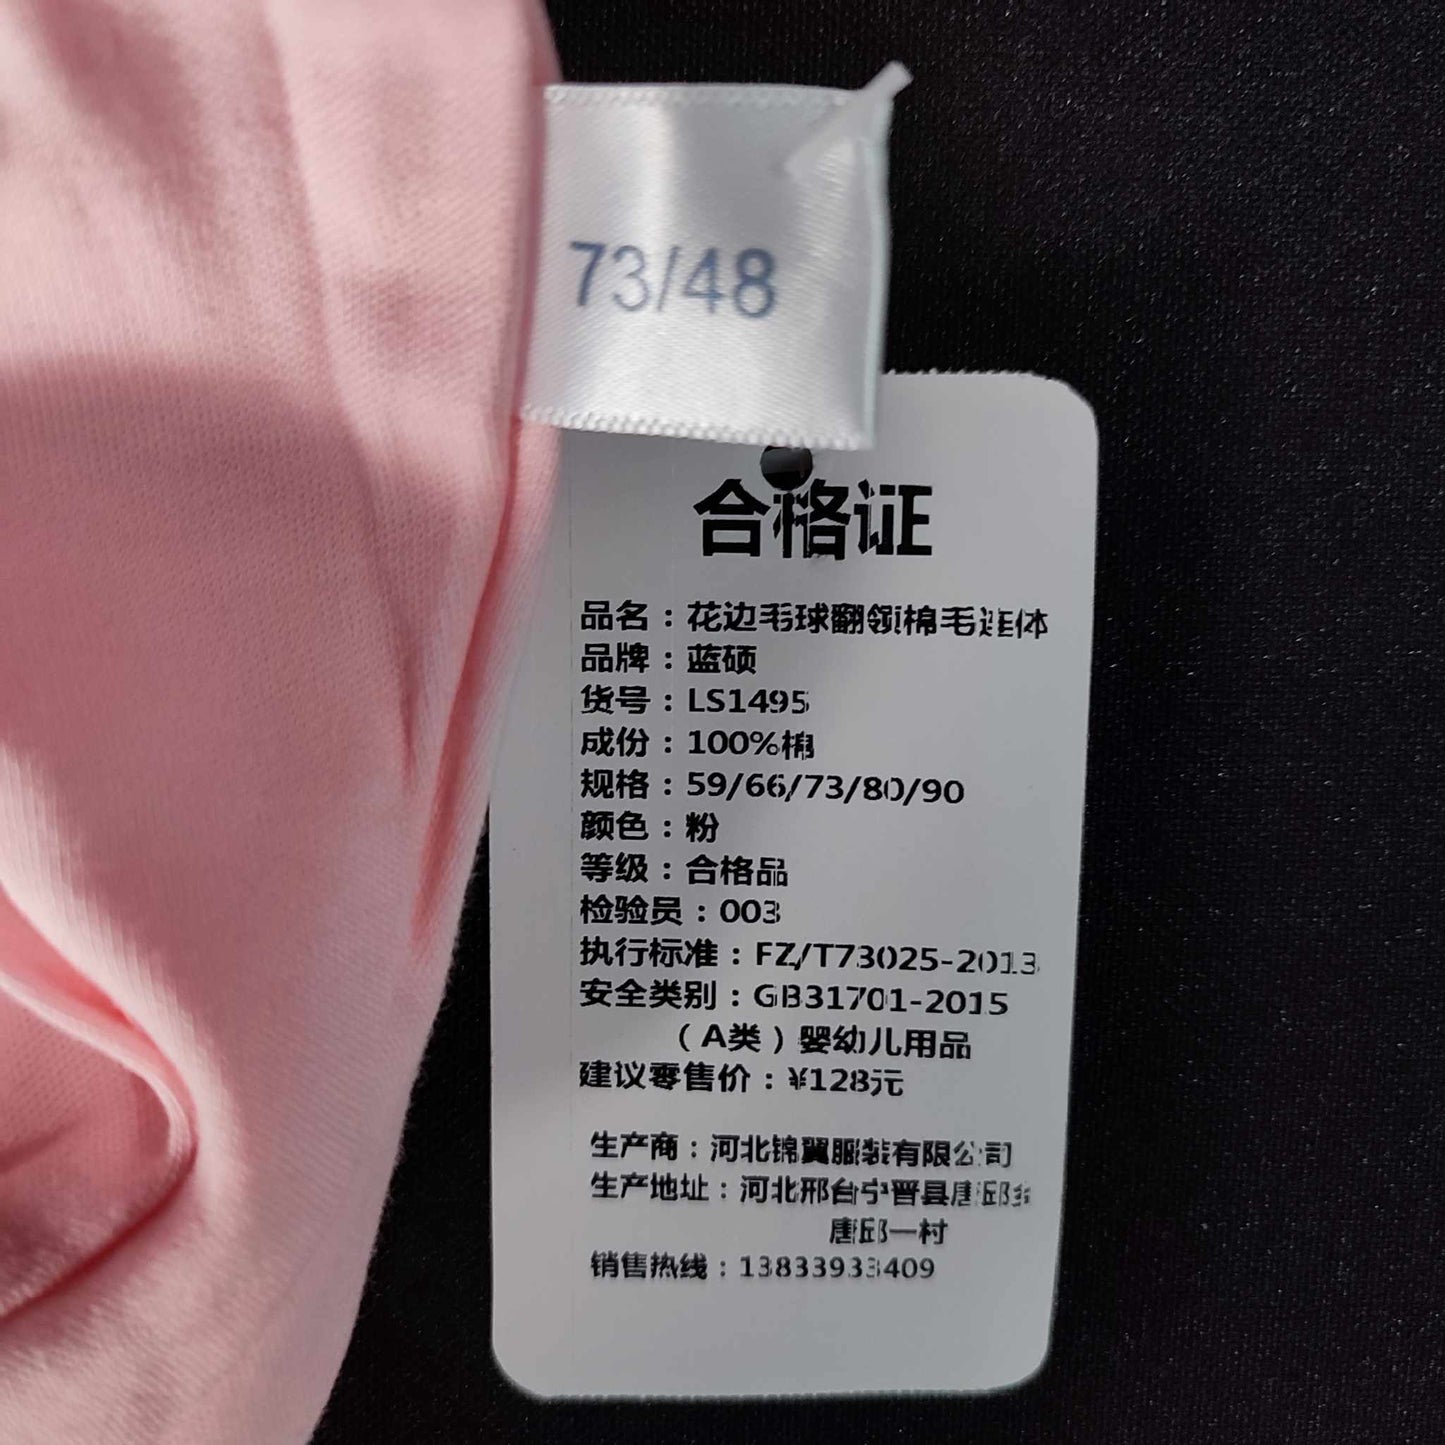 73/48
合格证
品名：花边毛球翻领棉毛连体
品牌：蓝硕
货号：LS1495
成份：100%棉
规格：59/66/73/80/90
颜色：粉
等级：合格品
检验员：003
执行标准：FZ/T73025-2013
安全类别：GB31701-2015
（A类）婴幼儿用品
建议零售价：¥128元
生产商：河北锦翼服装有限公司
生产地址：河北邢台宁晋县唐邱乡
唐邱一村
销售热线：13833933409